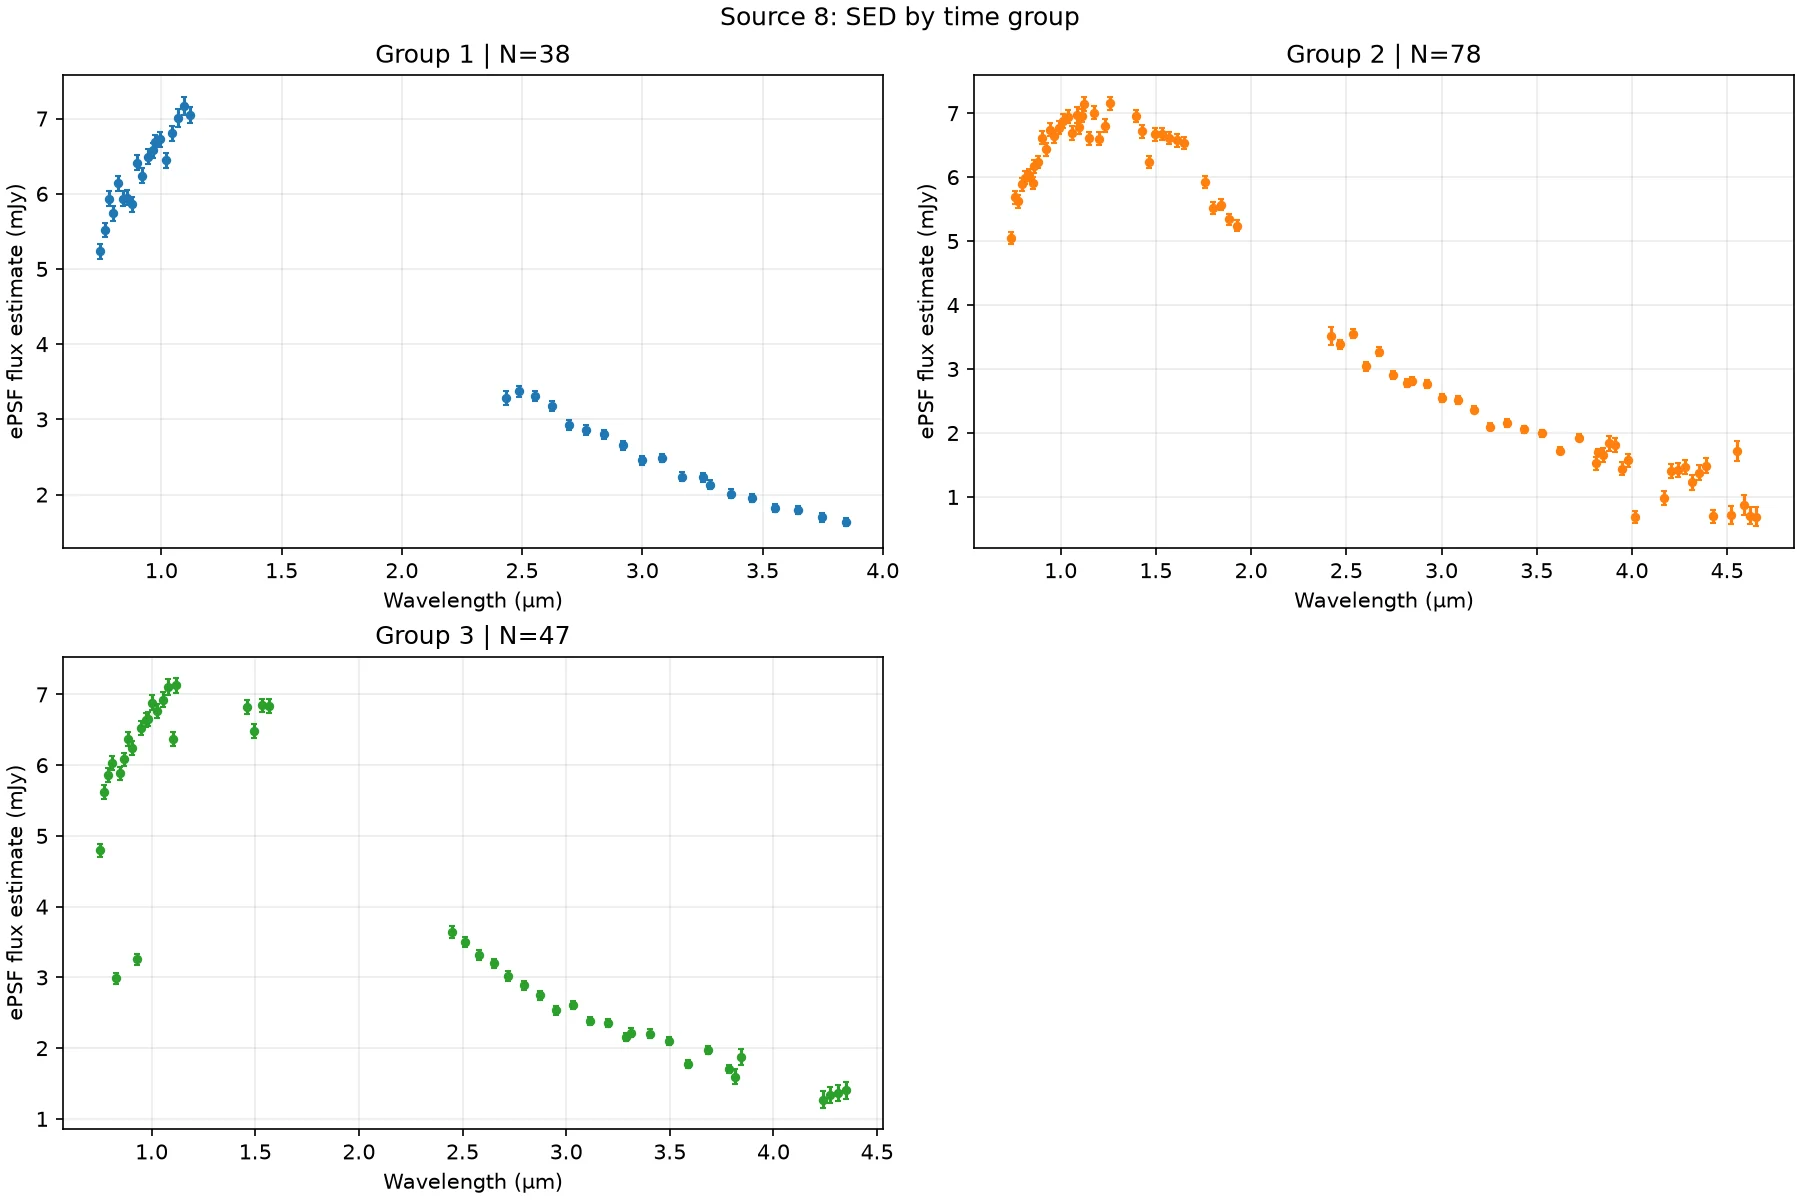 Source 8: SED by time group
Group 1 | N=38
ePSF flux estimate (mJy)
7
6
5
4
3
2
1.0 1.5 2.0 2.5 3.0 3.5 4.0
Wavelength (µm)
Group 2 | N=78
ePSF flux estimate (mJy)
7
6
5
4
3
2
1
1.0 1.5 2.0 2.5 3.0 3.5 4.0 4.5
Wavelength (µm)
Group 3 | N=47
ePSF flux estimate (mJy)
7
6
5
4
3
2
1
1.0 1.5 2.0 2.5 3.0 3.5 4.0 4.5
Wavelength (µm)